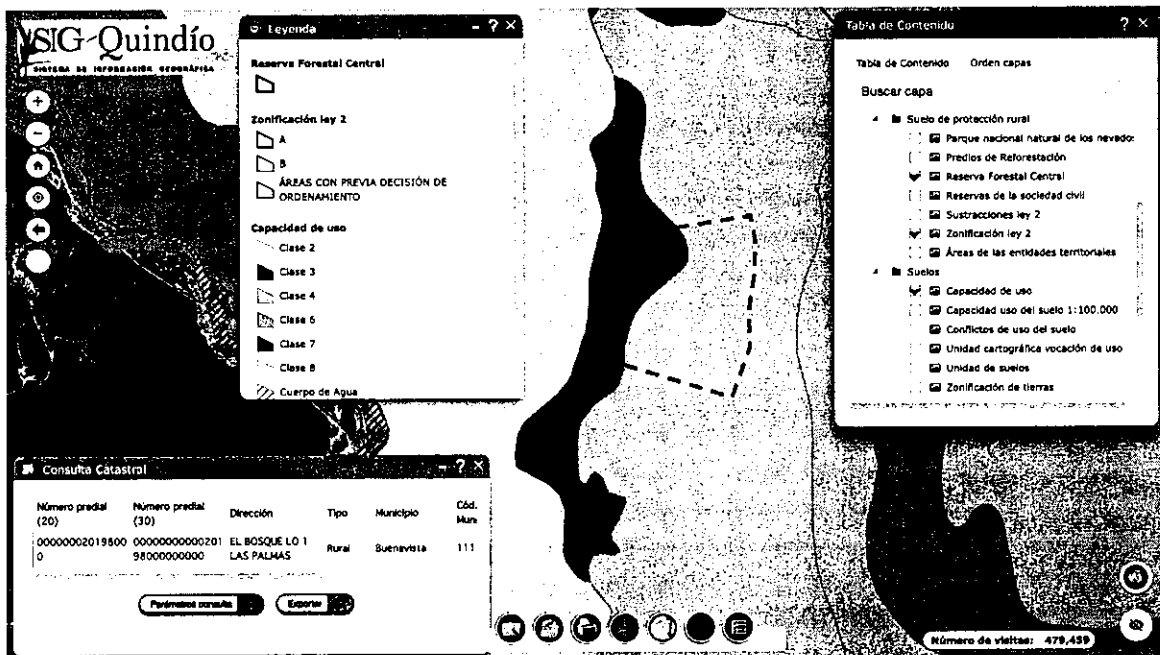 SIG-Quindío
SISTEMA DE INFORMACIÓN GEOGRÁFICA
Leyenda
Reserva Forestal Central
Zonificación ley 2
A
B
ÁREAS CON PREVIA DECISIÓN DE
ORDENAMIENTO
Capacidad de uso
Clase 2
Clase 3
Clase 4
Clase 6
Clase 7
Clase 8
Cuerpo de Agua
Tabla de Contenido
Tabla de Contenido Orden capas
Buscar capa
Suelo de protección rural
Parque nacional natural de los nevados
Predios de Reforestación
Reserva Forestal Central
Reservas de la sociedad civil
Sustracciones ley 2
Zonificación ley 2
Áreas de las entidades territoriales
Suelos
Capacidad de uso
Capacidad uso del suelo 1:100.000
Conflictos de uso del suelo
Unidad cartográfica vocación de uso
Unidad de suelos
Zonificación de tierras
Consulta Catastral
Número predial (20) Número predial (30) Dirección Tipo Municipio Cód. Muni
00000002019800 00000000000201 EL BOSQUE LO 1 Rural Buenavista 111
0 98000000000 LAS PALMAS
Parámetros consulta Exportar
Número de visitas: 479,459